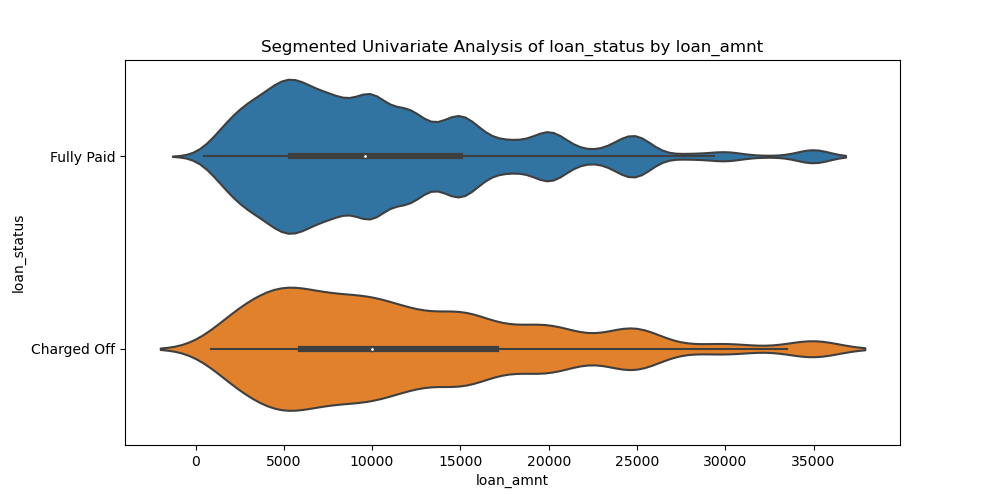 Segmented Univariate Analysis of loan_status by loan_amnt
loan_status
Fully Paid
Charged Off
0 5000 10000 15000 20000 25000 30000 35000
loan_amnt